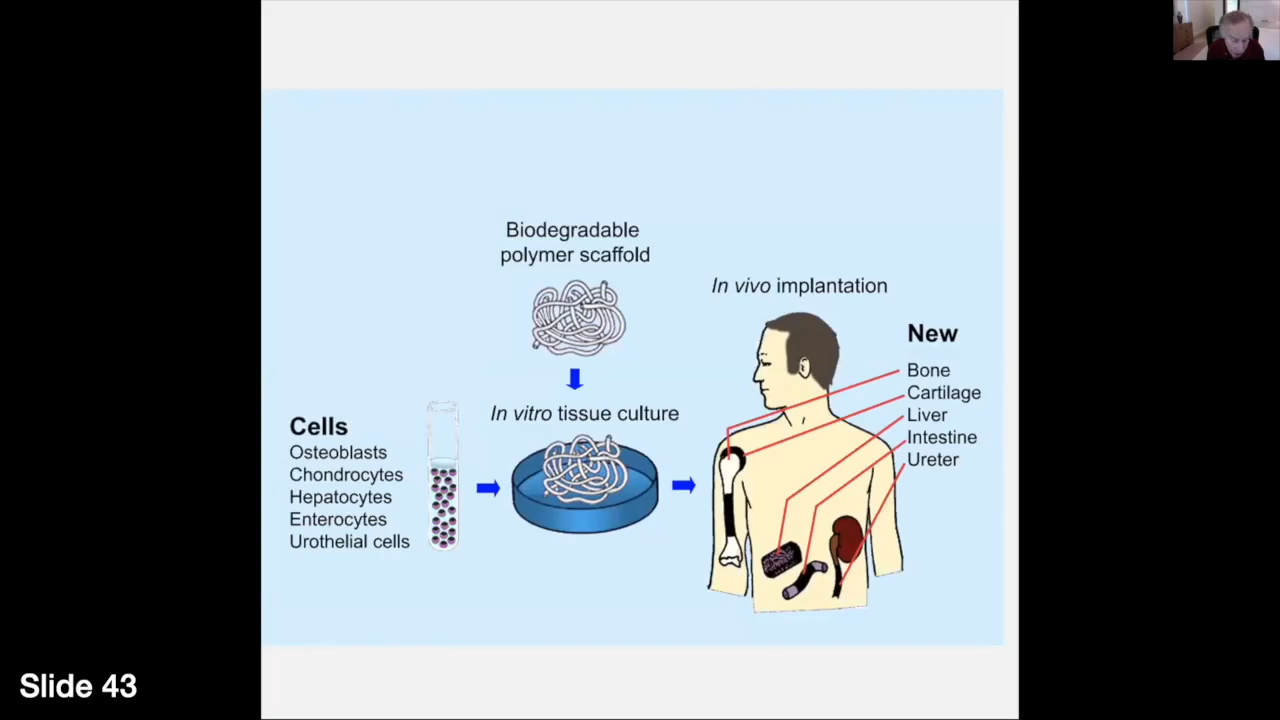 Biodegradable
polymer scaffold
In vivo implantation
New
Bone
Cartilage
Liver
Intestine
Ureter
In vitro tissue culture
Cells
Osteoblasts
Chondrocytes
Hepatocytes
Enterocytes
Urothelial cells
Slide 43